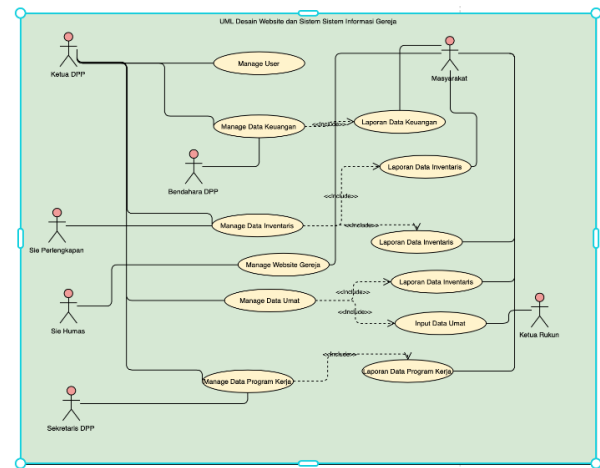 UML Desain Website dan Sistem Sistem Informasi Gereja
Ketua DPP
Manage User
Masyarakat
Manage Data Keuangan
<<Include>>
Laporan Data Keuangan
Bendahara DPP
Laporan Data Inventaris
<<Include>>
Sie Perlengkapan
Manage Data Inventaris
<<Include>>
Laporan Data Inventaris
Manage Website Gereja
Laporan Data Inventaris
<<Include>>
Sie Humas
Manage Data Umat
<<Include>>
Input Data Umat
Ketua Rukun
<<Include>>
Manage Data Program Kerja
Laporan Data Program Kerja
Sekretaris DPP